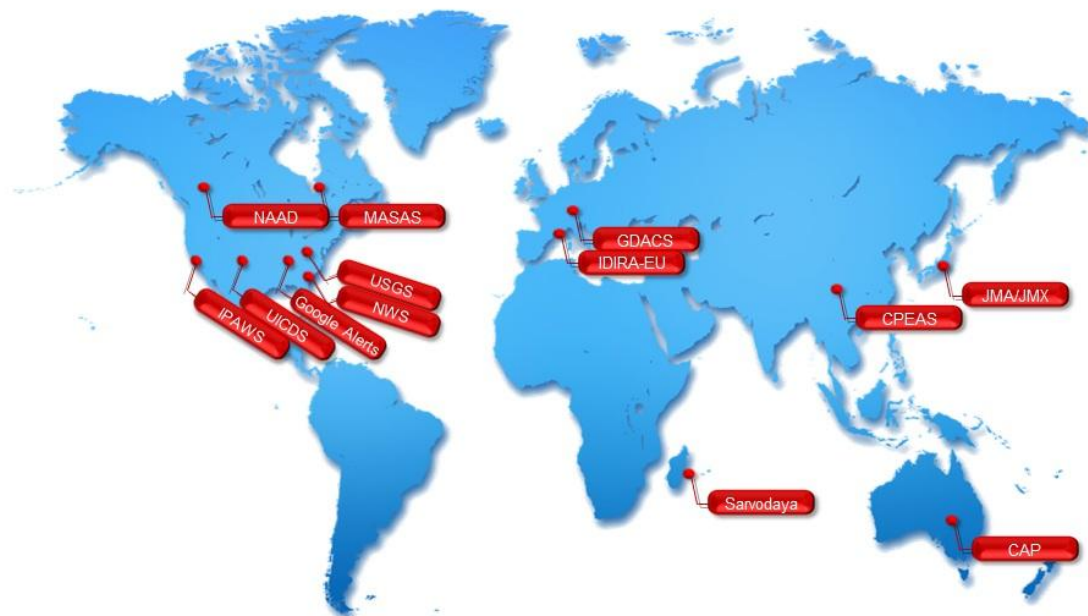 NAAD
MASAS
GDACS
IDIRA-EU
USGS
NWS
Google Alerts
UICDS
IPAWS
JMA/JMX
CPEAS
Sarvodaya
CAP